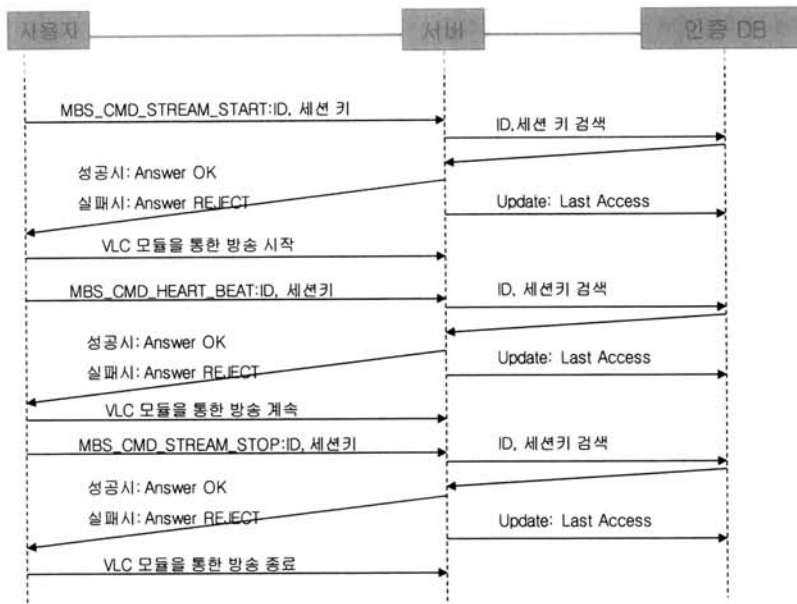 사용자
서버
인증 DB
MBS_CMD_STREAM_START:ID, 세션 키
ID,세션 키 검색
성공시: Answer OK
실패시: Answer REJECT
Update: Last Access
VLC 모듈을 통한 방송 시작
MBS_CMD_HEART_BEAT:ID, 세션키
ID, 세션키 검색
성공시: Answer OK
실패시: Answer REJECT
Update: Last Access
VLC 모듈을 통한 방송 계속
MBS_CMD_STREAM_STOP:ID, 세션키
ID, 세션키 검색
성공시: Answer OK
실패시: Answer REJECT
Update: Last Access
VLC 모듈을 통한 방송 종료